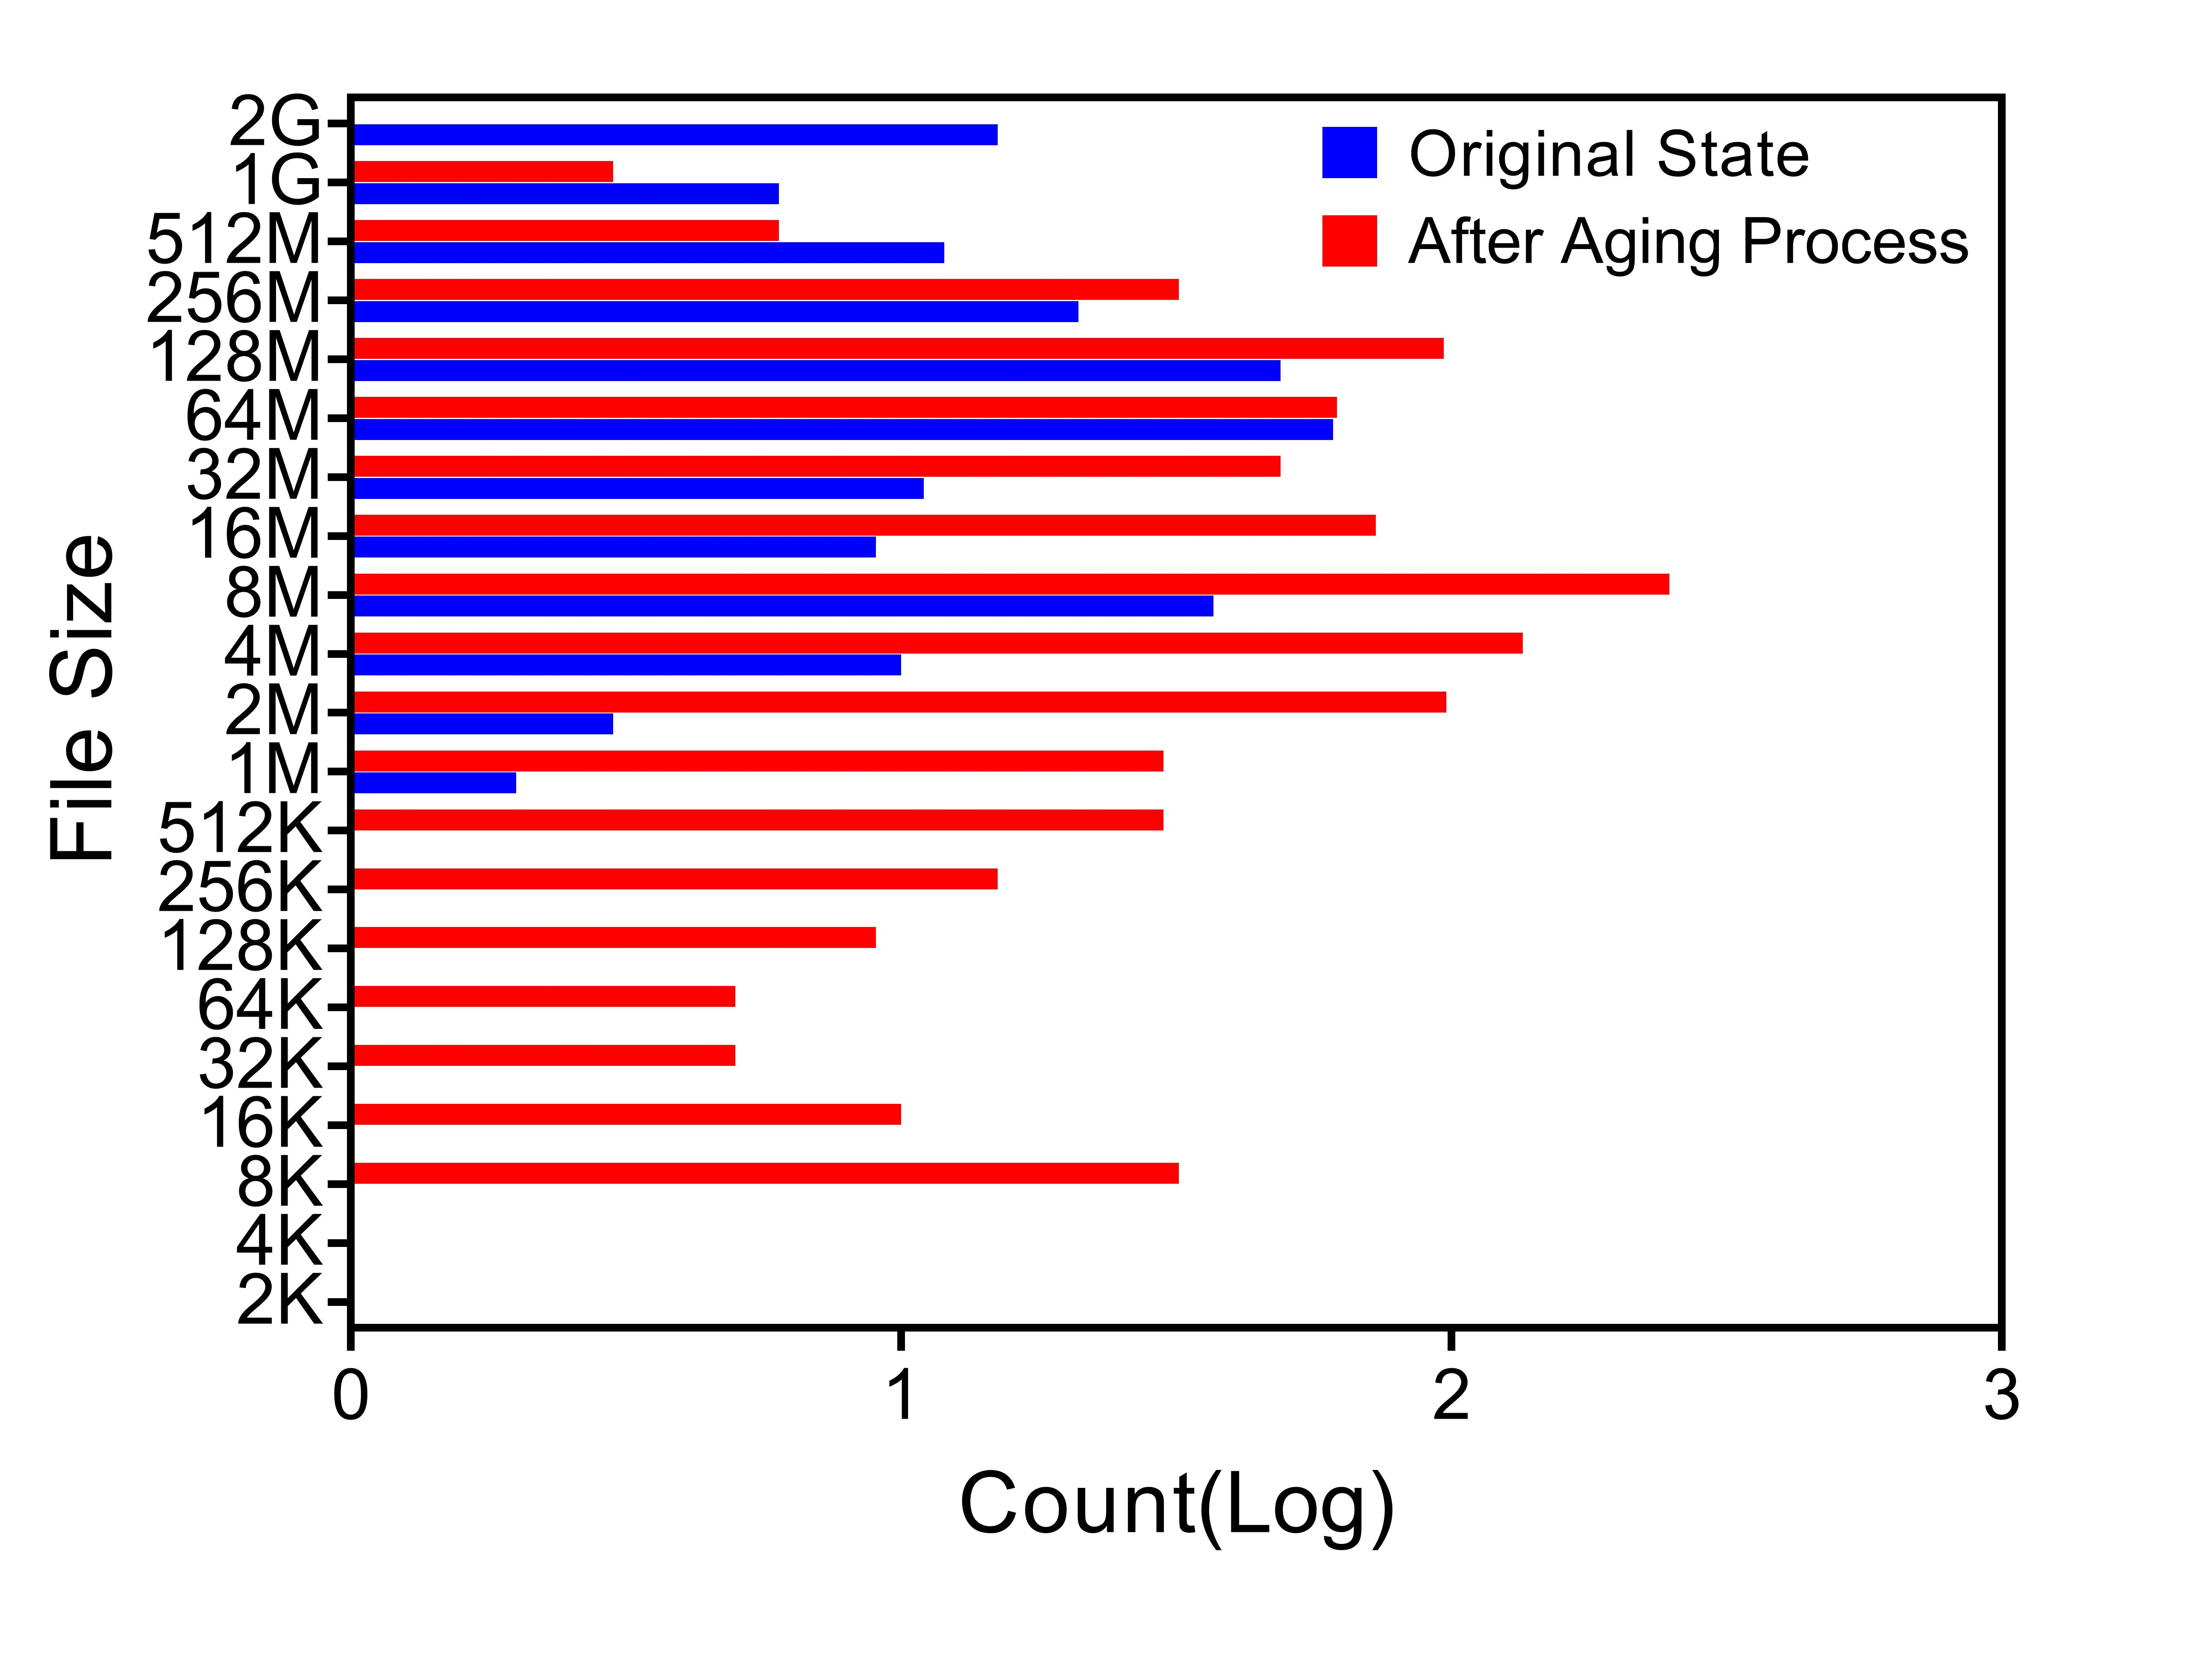 Original State
After Aging Process
File Size
2G
1G
512M
256M
128M
64M
32M
16M
8M
4M
2M
1M
512K
256K
128K
64K
32K
16K
8K
4K
2K
0 1 2 3
Count(Log)